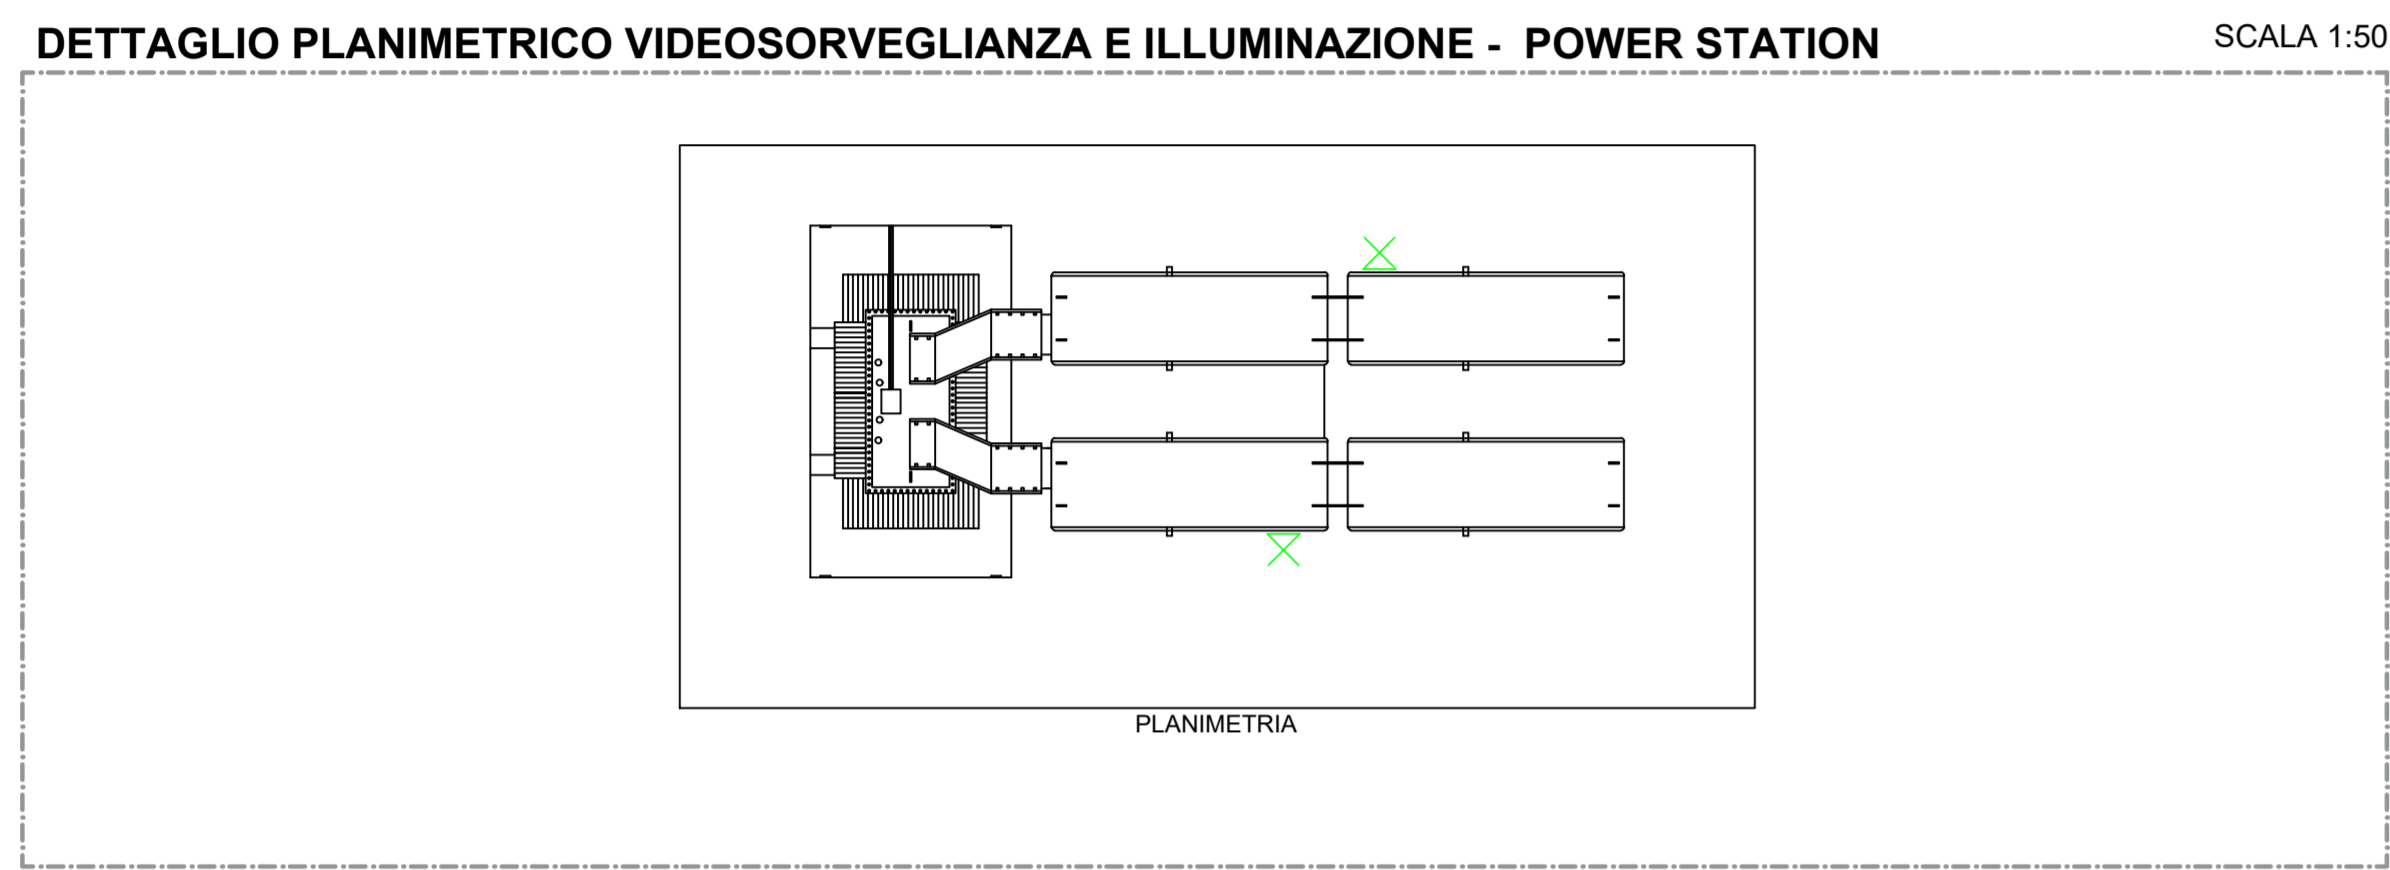 DETTAGLIO PLANIMETRICO VIDEOSORVEGLIANZA E ILLUMINAZIONE - POWER STATION
SCALA 1:50
PLANIMETRIA